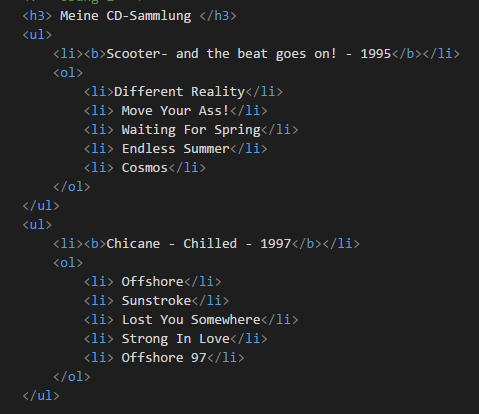 <h3> Meine CD-Sammlung </h3>
<ul>
    <li><b>Scooter- and the beat goes on! - 1995</b></li>
    <ol>
        <li>Different Reality</li>
        <li> Move Your Ass!</li>
        <li> Waiting For Spring</li>
        <li> Endless Summer</li>
        <li> Cosmos</li>
    </ol>
</ul>
<ul>
    <li><b>Chicane - Chilled - 1997</b></li>
    <ol>
        <li> Offshore</li>
        <li> Sunstroke</li>
        <li> Lost You Somewhere</li>
        <li> Strong In Love</li>
        <li> Offshore 97</li>
    </ol>
</ul>